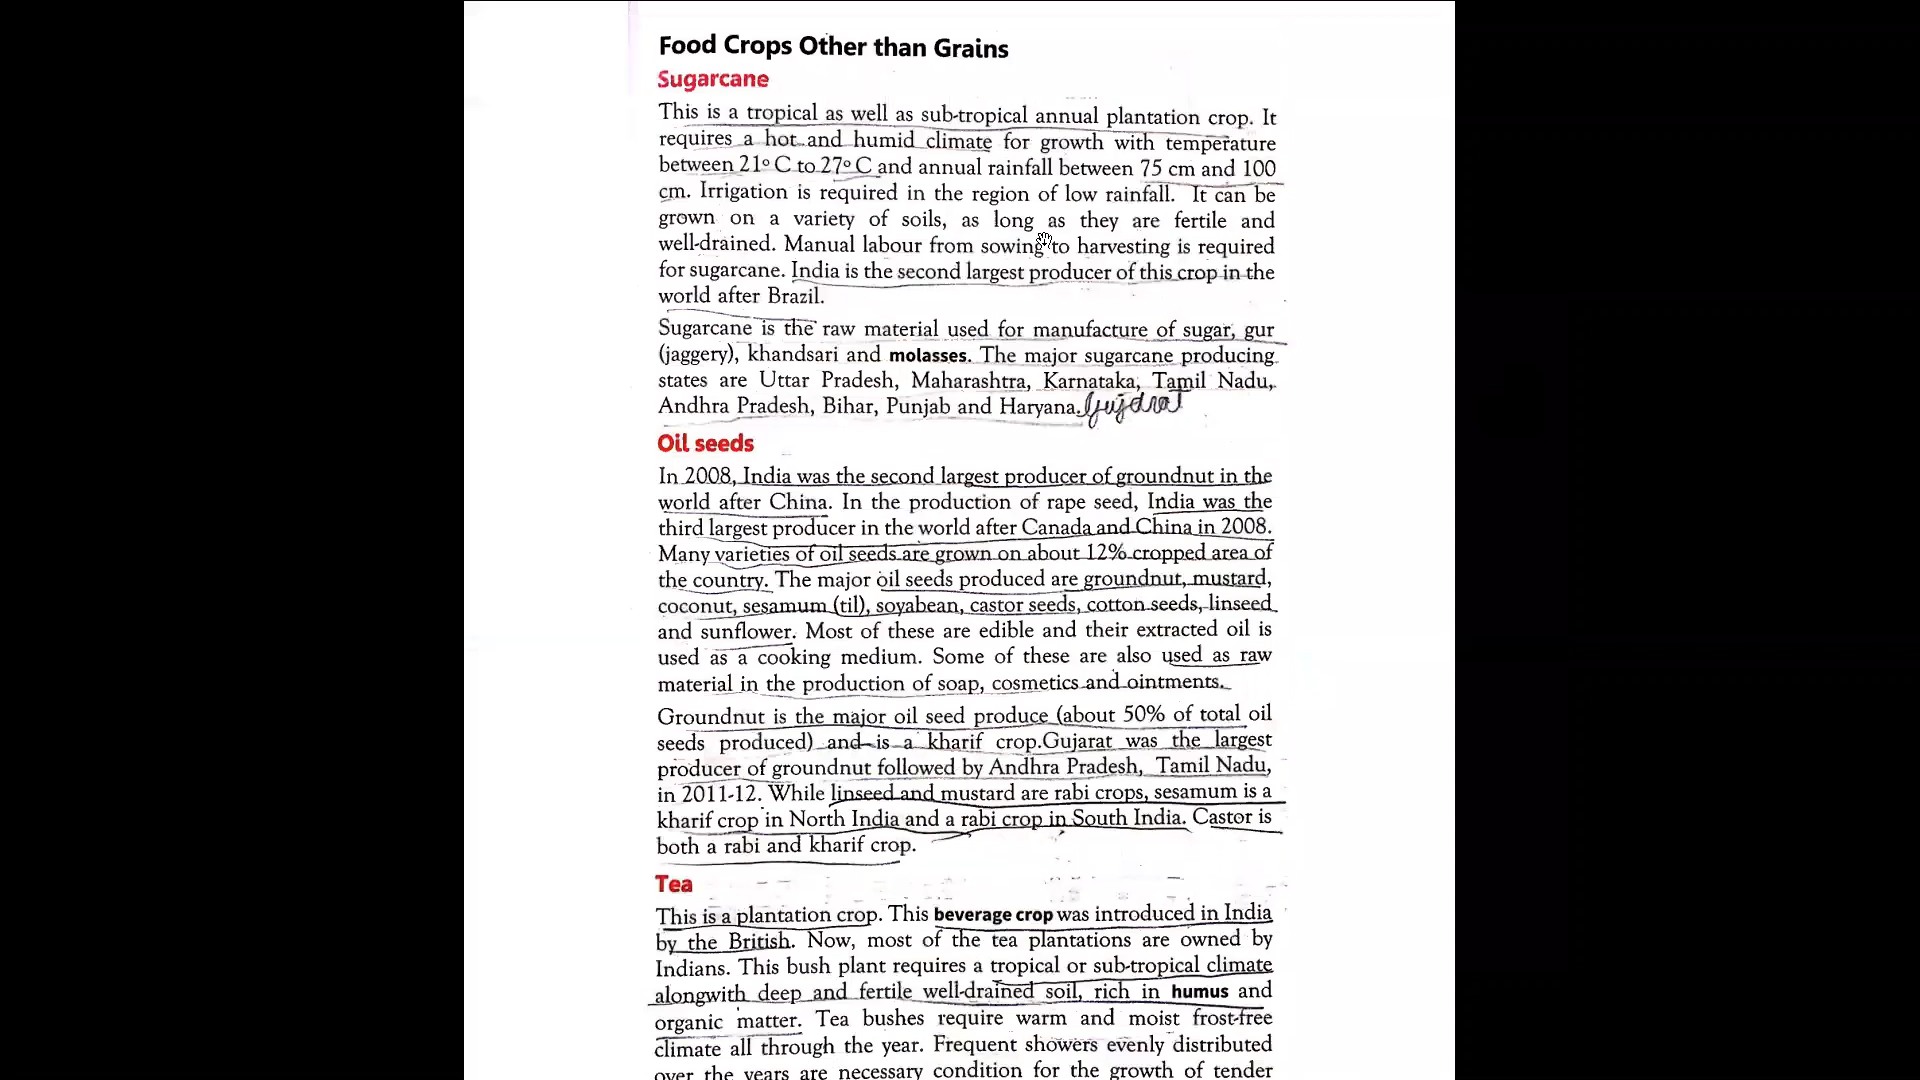 Food Crops Other than Grains
Sugarcane
This is a tropical as well as sub-tropical annual plantation crop. It
requires a hot and humid climate for growth with temperature
between 21° C to 27° C and annual rainfall between 75 cm and 100
cm. Irrigation is required in the region of low rainfall. It can be
grown on a variety of soils, as long as they are fertile and
well-drained. Manual labour from sowing to harvesting is required
for sugarcane. India is the second largest producer of this crop in the
world after Brazil.
Sugarcane is the raw material used for manufacture of sugar, gur
(jaggery), khandsari and molasses. The major sugarcane producing
states are Uttar Pradesh, Maharashtra, Karnataka, Tamil Nadu,
Andhra Pradesh, Bihar, Punjab and Haryana. Gujarat
Oil seeds
In 2008, India was the second largest producer of groundnut in the
world after China. In the production of rape seed, India was the
third largest producer in the world after Canada and China in 2008.
Many varieties of oil seeds are grown on about 12% cropped area of
the country. The major oil seeds produced are groundnut, mustard,
coconut, sesamum (til), soyabean, castor seeds, cotton seeds, linseed
and sunflower. Most of these are edible and their extracted oil is
used as a cooking medium. Some of these are also used as raw
material in the production of soap, cosmetics and ointments.
Groundnut is the major oil seed produce (about 50% of total oil
seeds produced) and is a kharif crop.Gujarat was the largest
producer of groundnut followed by Andhra Pradesh, Tamil Nadu,
in 2011-12. While linseed and mustard are rabi crops, sesamum is a
kharif crop in North India and a rabi crop in South India. Castor is
both a rabi and kharif crop.
Tea
This is a plantation crop. This beverage crop was introduced in India
by the British. Now, most of the tea plantations are owned by
Indians. This bush plant requires a tropical or sub-tropical climate
alongwith deep and fertile well-drained soil, rich in humus and
organic matter. Tea bushes require warm and moist frost-free
climate all through the year. Frequent showers evenly distributed
over the years are necessary condition for the growth of tender